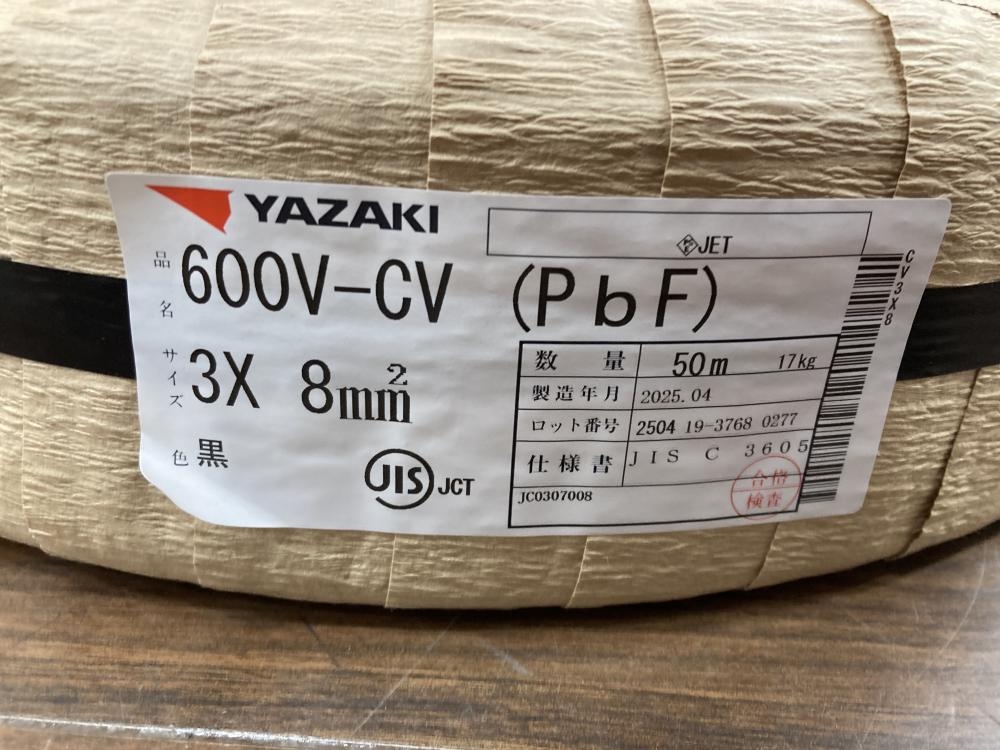 YAZAKI
JET
品名 600V-CV (PbF)
サイズ 3X 8mm²
色 黒
JIS JCT
数量 50m 17kg
製造年月 2025.04
ロット番号 2504 19-3768 0277
仕様書 JIS C 3605
JC0307008
合格
検査
CV3X8